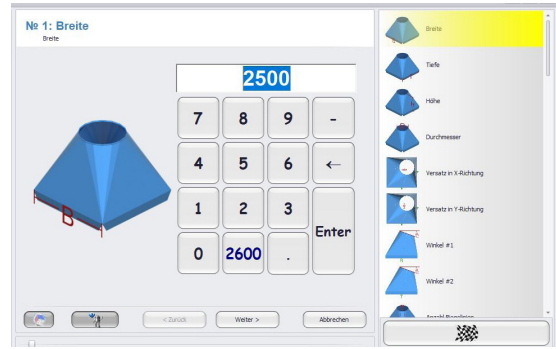 № 1: Breite
Breite
2500
7 8 9 -
4 5 6 ←
1 2 3
Enter
0 2600 .
B
< Zurück Weiter > Abbrechen
Breite
Tiefe
Höhe
Durchmesser
Versatz in X-Richtung
Versatz in Y-Richtung
Winkel #1
Winkel #2